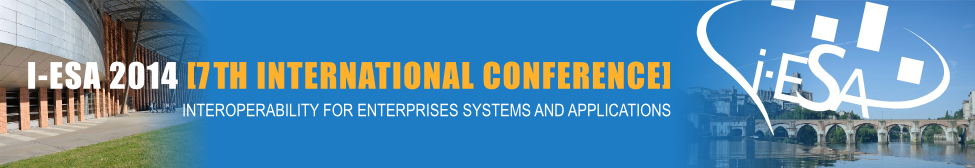 I-ESA 2014 [7TH INTERNATIONAL CONFERENCE]
INTEROPERABILITY FOR ENTERPRISES SYSTEMS AND APPLICATIONS
i-ESA